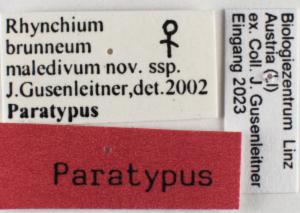 Rhynchium
brunneum ♀
maledivum nov. ssp.
J.Gusenleitner,det.2002
Paratypus
Biologiezentrum Linz
Austria (LI)
ex. Coll. J. Gusenleitner
Eingang 2023
Paratypus